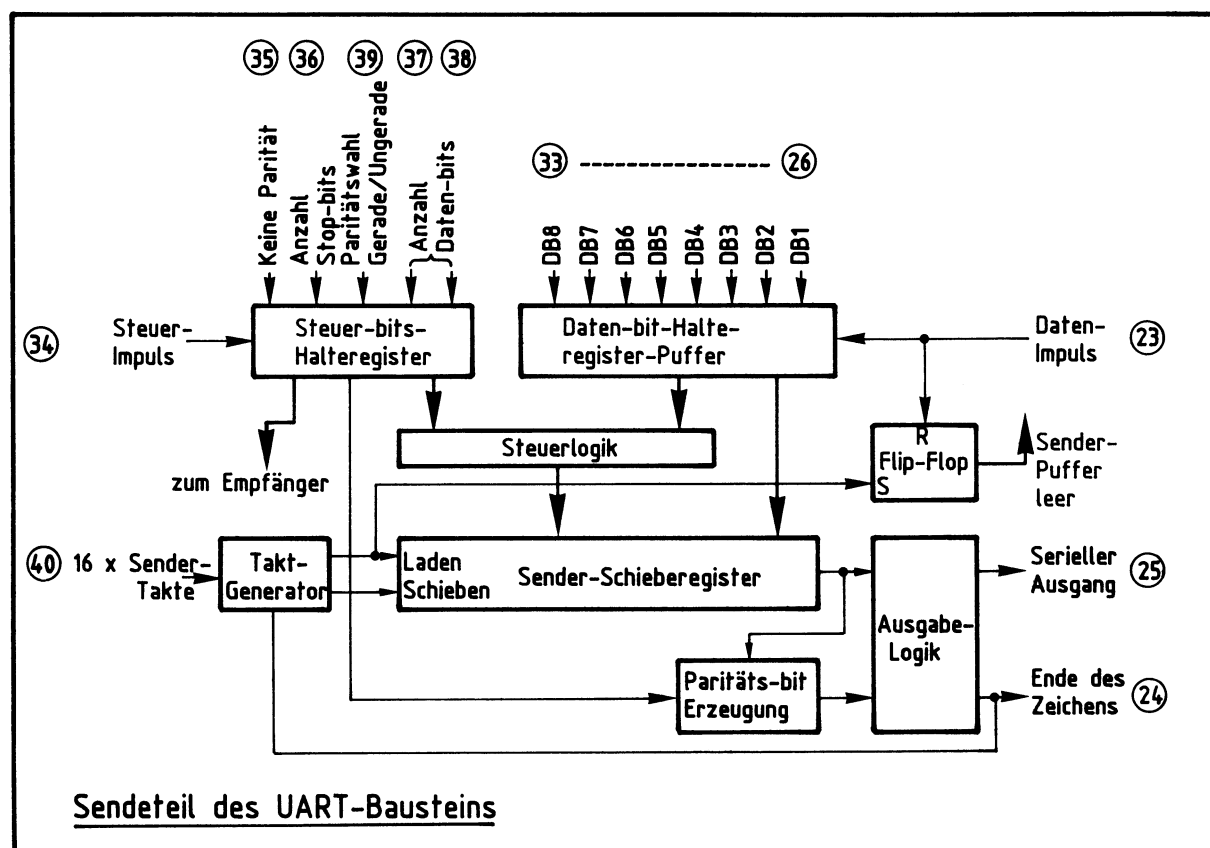 35 36 39 37 38
Keine Parität
Anzahl
Stop-bits
Paritätswahl
Gerade/Ungerade
Anzahl
Daten-bits
33 26
DB8 DB7 DB6 DB5 DB4 DB3 DB2 DB1
34
Steuer-
Impuls
Steuer-bits-
Halteregister
Daten-bit-Halte-
register-Puffer
Daten-
Impuls
23
Steuerlogik
R
Flip-Flop
S
Sender-
Puffer
leer
zum Empfänger
40
16 x Sender-
Takte
Takt-
Generator
Laden
Schieben
Sender-Schieberegister
Ausgabe-
Logik
Serieller
Ausgang
25
Paritäts-bit
Erzeugung
Ende des
Zeichens
24
Sendeteil des UART-Bausteins